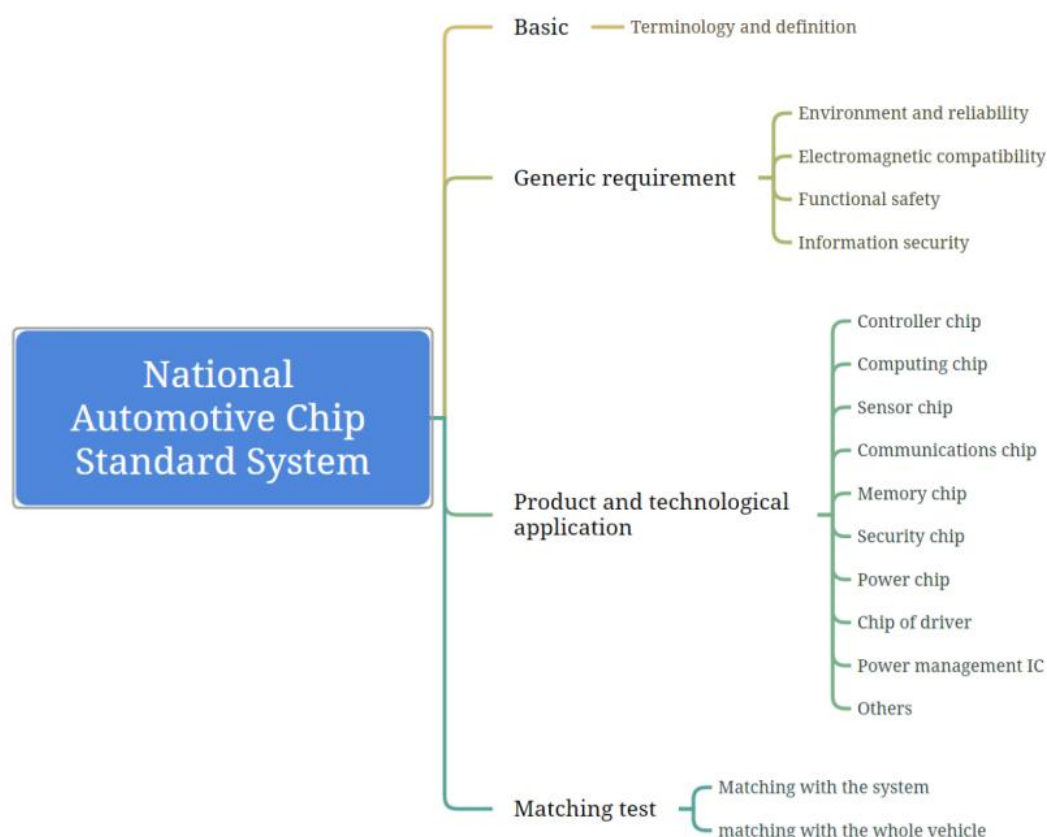 National
Automotive Chip
Standard System
Basic
Terminology and definition
Generic requirement
Environment and reliability
Electromagnetic compatibility
Functional safety
Information security
Product and technological
application
Controller chip
Computing chip
Sensor chip
Communications chip
Memory chip
Security chip
Power chip
Chip of driver
Power management IC
Others
Matching test
Matching with the system
matching with the whole vehicle